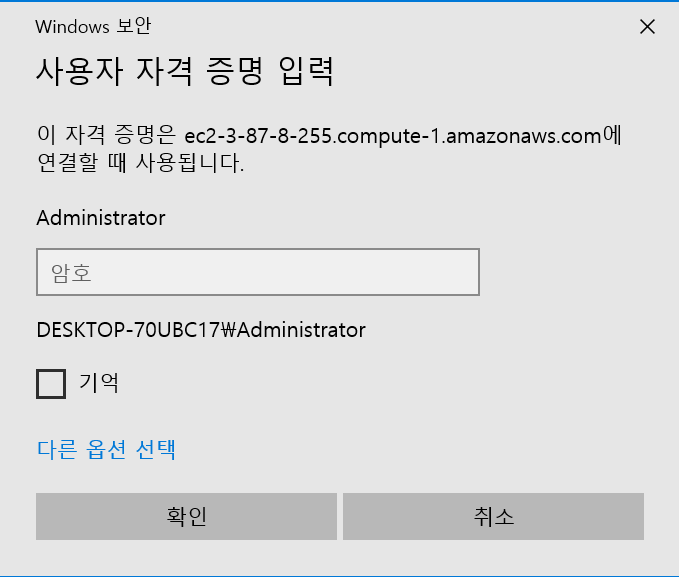 Windows 보안
사용자 자격 증명 입력
이 자격 증명은 ec2-3-87-8-255.compute-1.amazonaws.com에
연결할 때 사용됩니다.
Administrator
암호
DESKTOP-70UBC17₩Administrator
기억
다른 옵션 선택
확인 취소